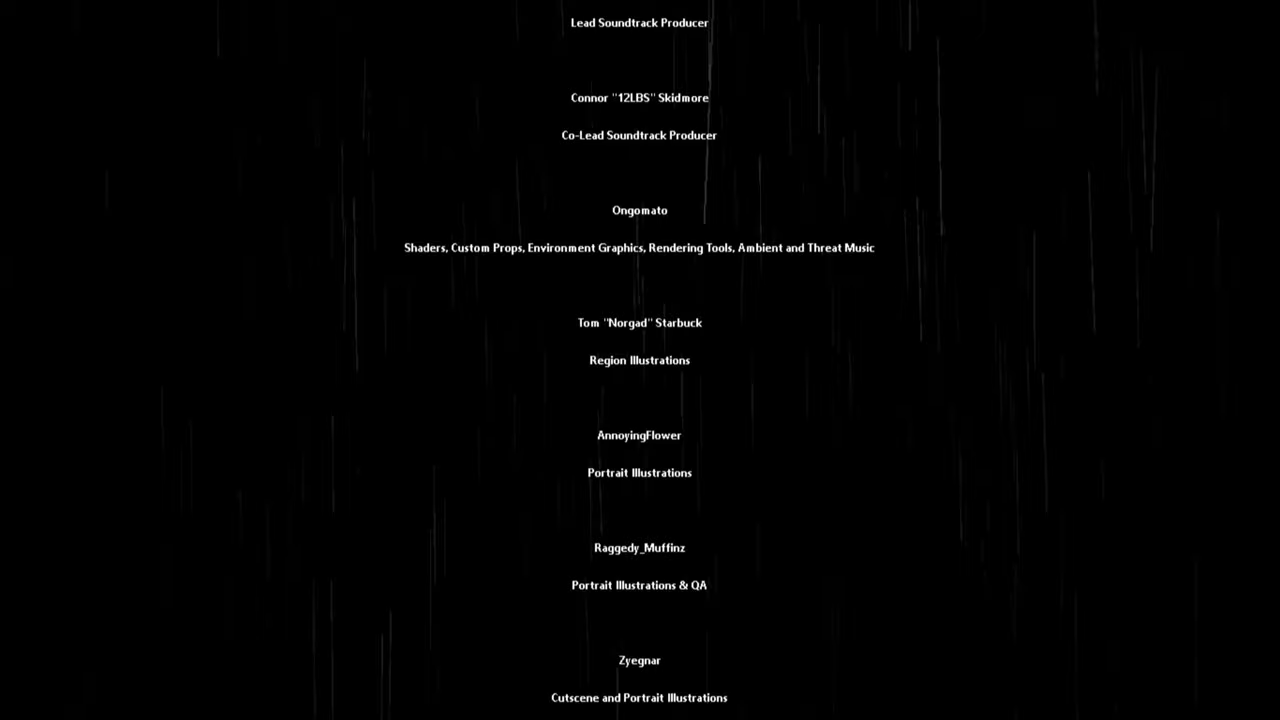 Lead Soundtrack Producer
Connor "12LBS" Skidmore
Co-Lead Soundtrack Producer
Ongomato
Shaders, Custom Props, Environment Graphics, Rendering Tools, Ambient and Threat Music
Tom "Norgad" Starbuck
Region Illustrations
AnnoyingFlower
Portrait Illustrations
Raggedy_Muffinz
Portrait Illustrations & QA
Zyegnar
Cutscene and Portrait Illustrations